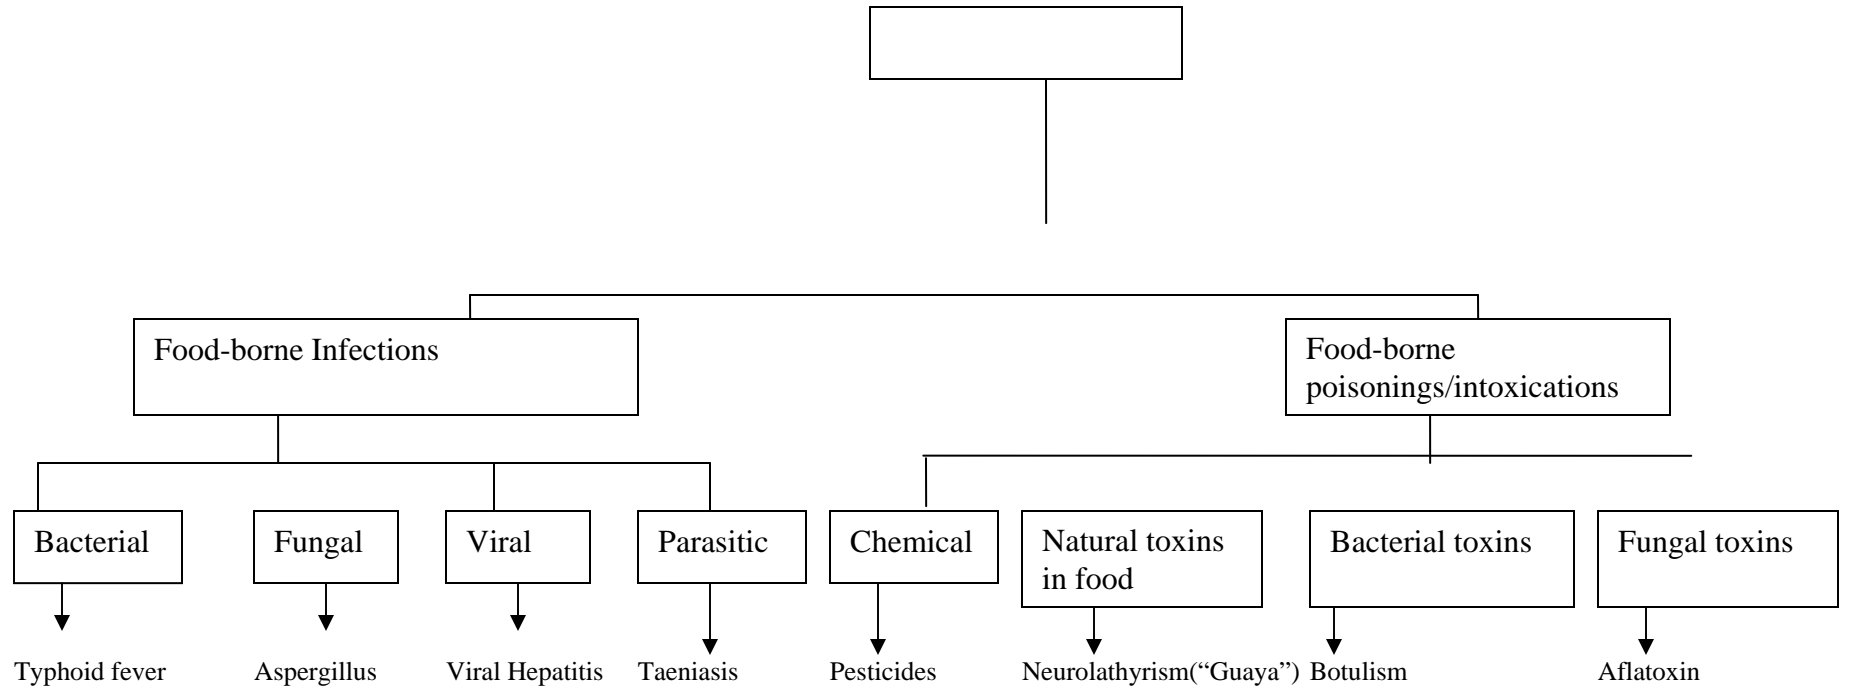 Food-borne Infections
Food-borne
poisonings/intoxications
Bacterial
Fungal
Viral
Parasitic
Chemical
Natural toxins
in food
Bacterial toxins
Fungal toxins
Typhoid fever
Aspergillus
Viral Hepatitis
Taeniasis
Pesticides
Neurolathyrism(“Guaya”)
Botulism
Aflatoxin